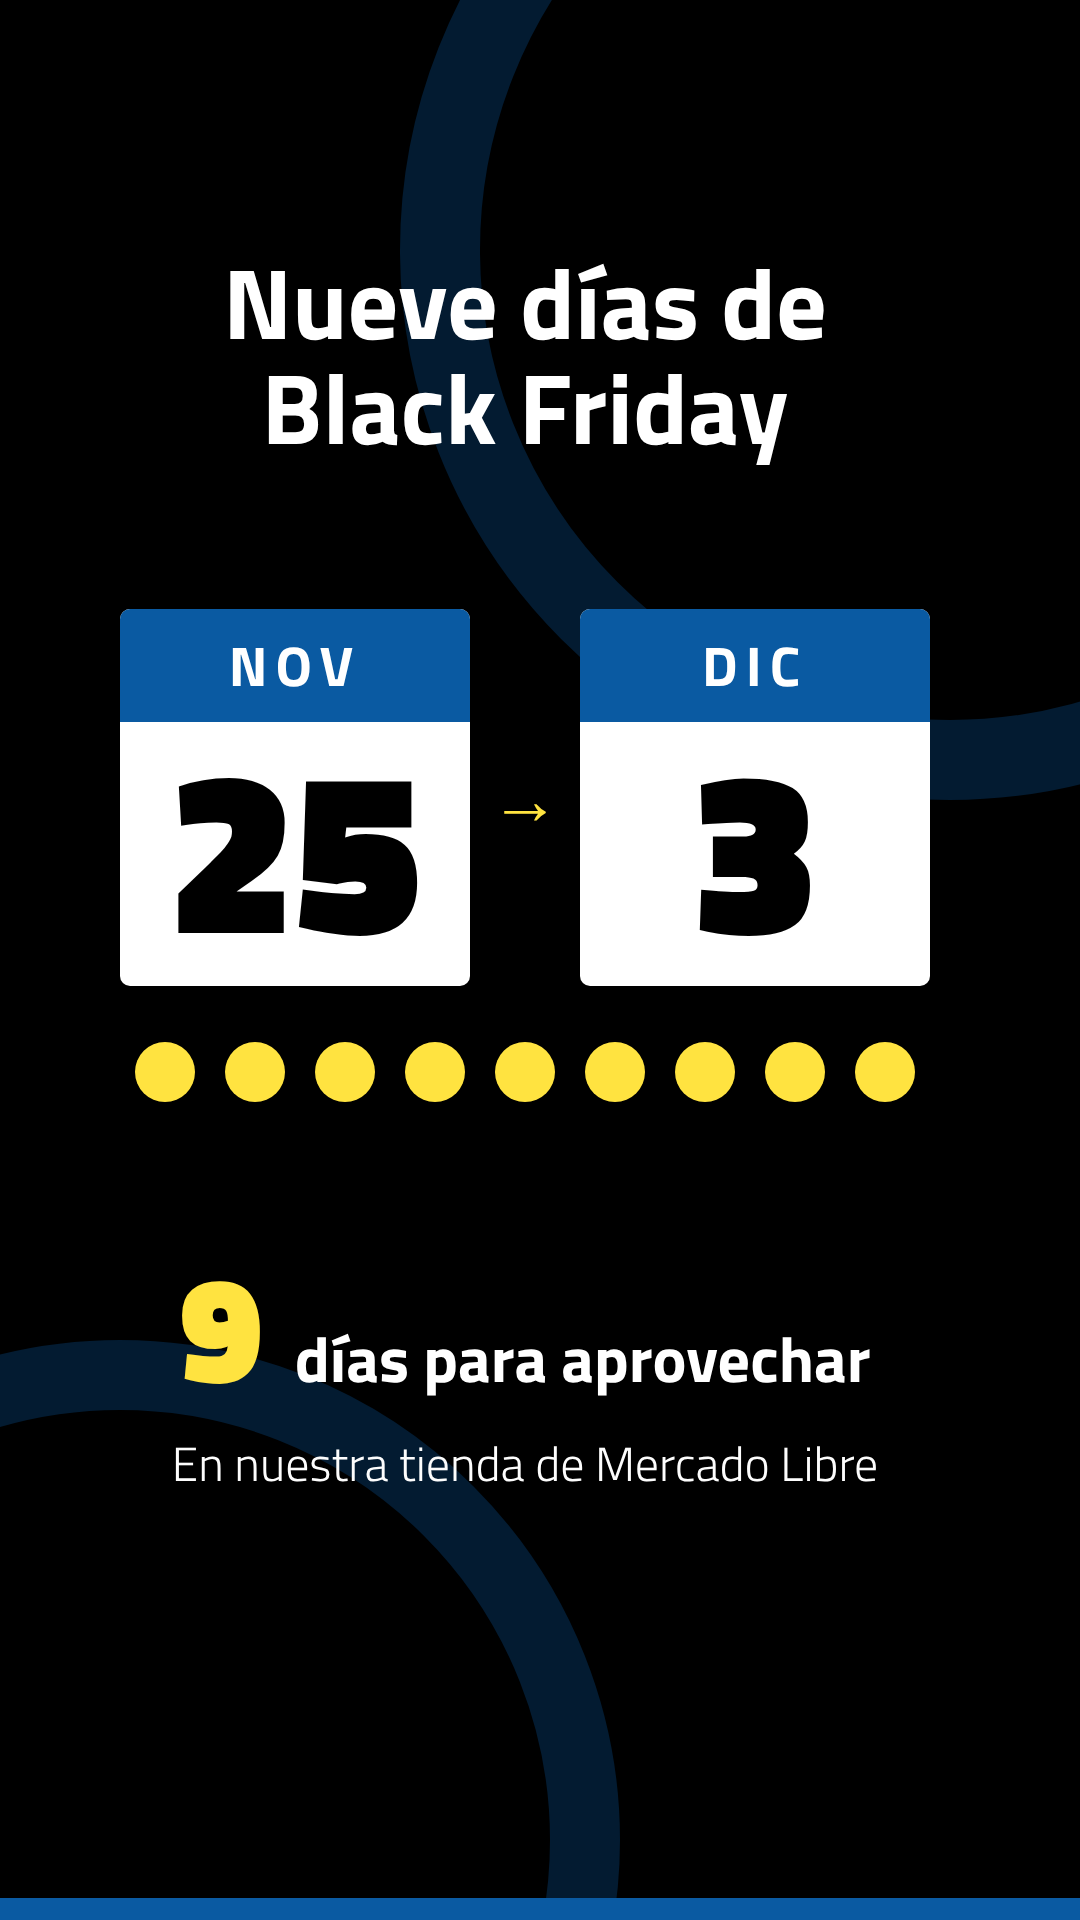 Nueve días de
Black Friday
NOV
25
→
DIC
3
9 días para aprovechar
En nuestra tienda de Mercado Libre